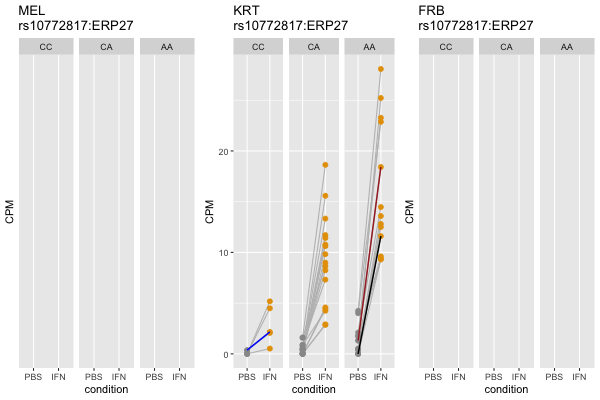 MEL
rs10772817:ERP27
CC CA AA
CPM
PBS IFN PBS IFN PBS IFN
condition
KRT
rs10772817:ERP27
CC CA AA
CPM
20
10
0
PBS IFN PBS IFN PBS IFN
condition
FRB
rs10772817:ERP27
CC CA AA
CPM
PBS IFN PBS IFN PBS IFN
condition